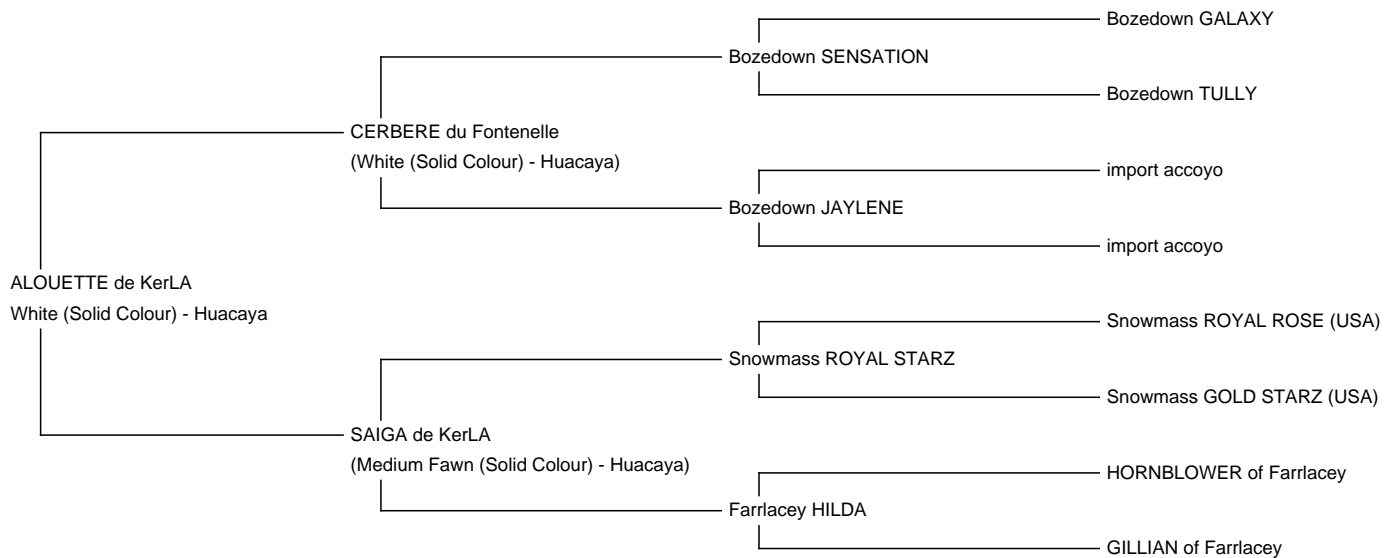 Bozedown GALAXY
Bozedown SENSATION
Bozedown TULLY
CERBERE du Fontenelle
(White (Solid Colour) - Huacaya)
import accoyo
Bozedown JAYLENE
import accoyo
ALOUETTE de KerLA
White (Solid Colour) - Huacaya
Snowmass ROYAL ROSE (USA)
Snowmass ROYAL STARZ
Snowmass GOLD STARZ (USA)
SAIGA de KerLA
(Medium Fawn (Solid Colour) - Huacaya)
HORNBLOWER of Farrlacey
Farrlacey HILDA
GILLIAN of Farrlacey